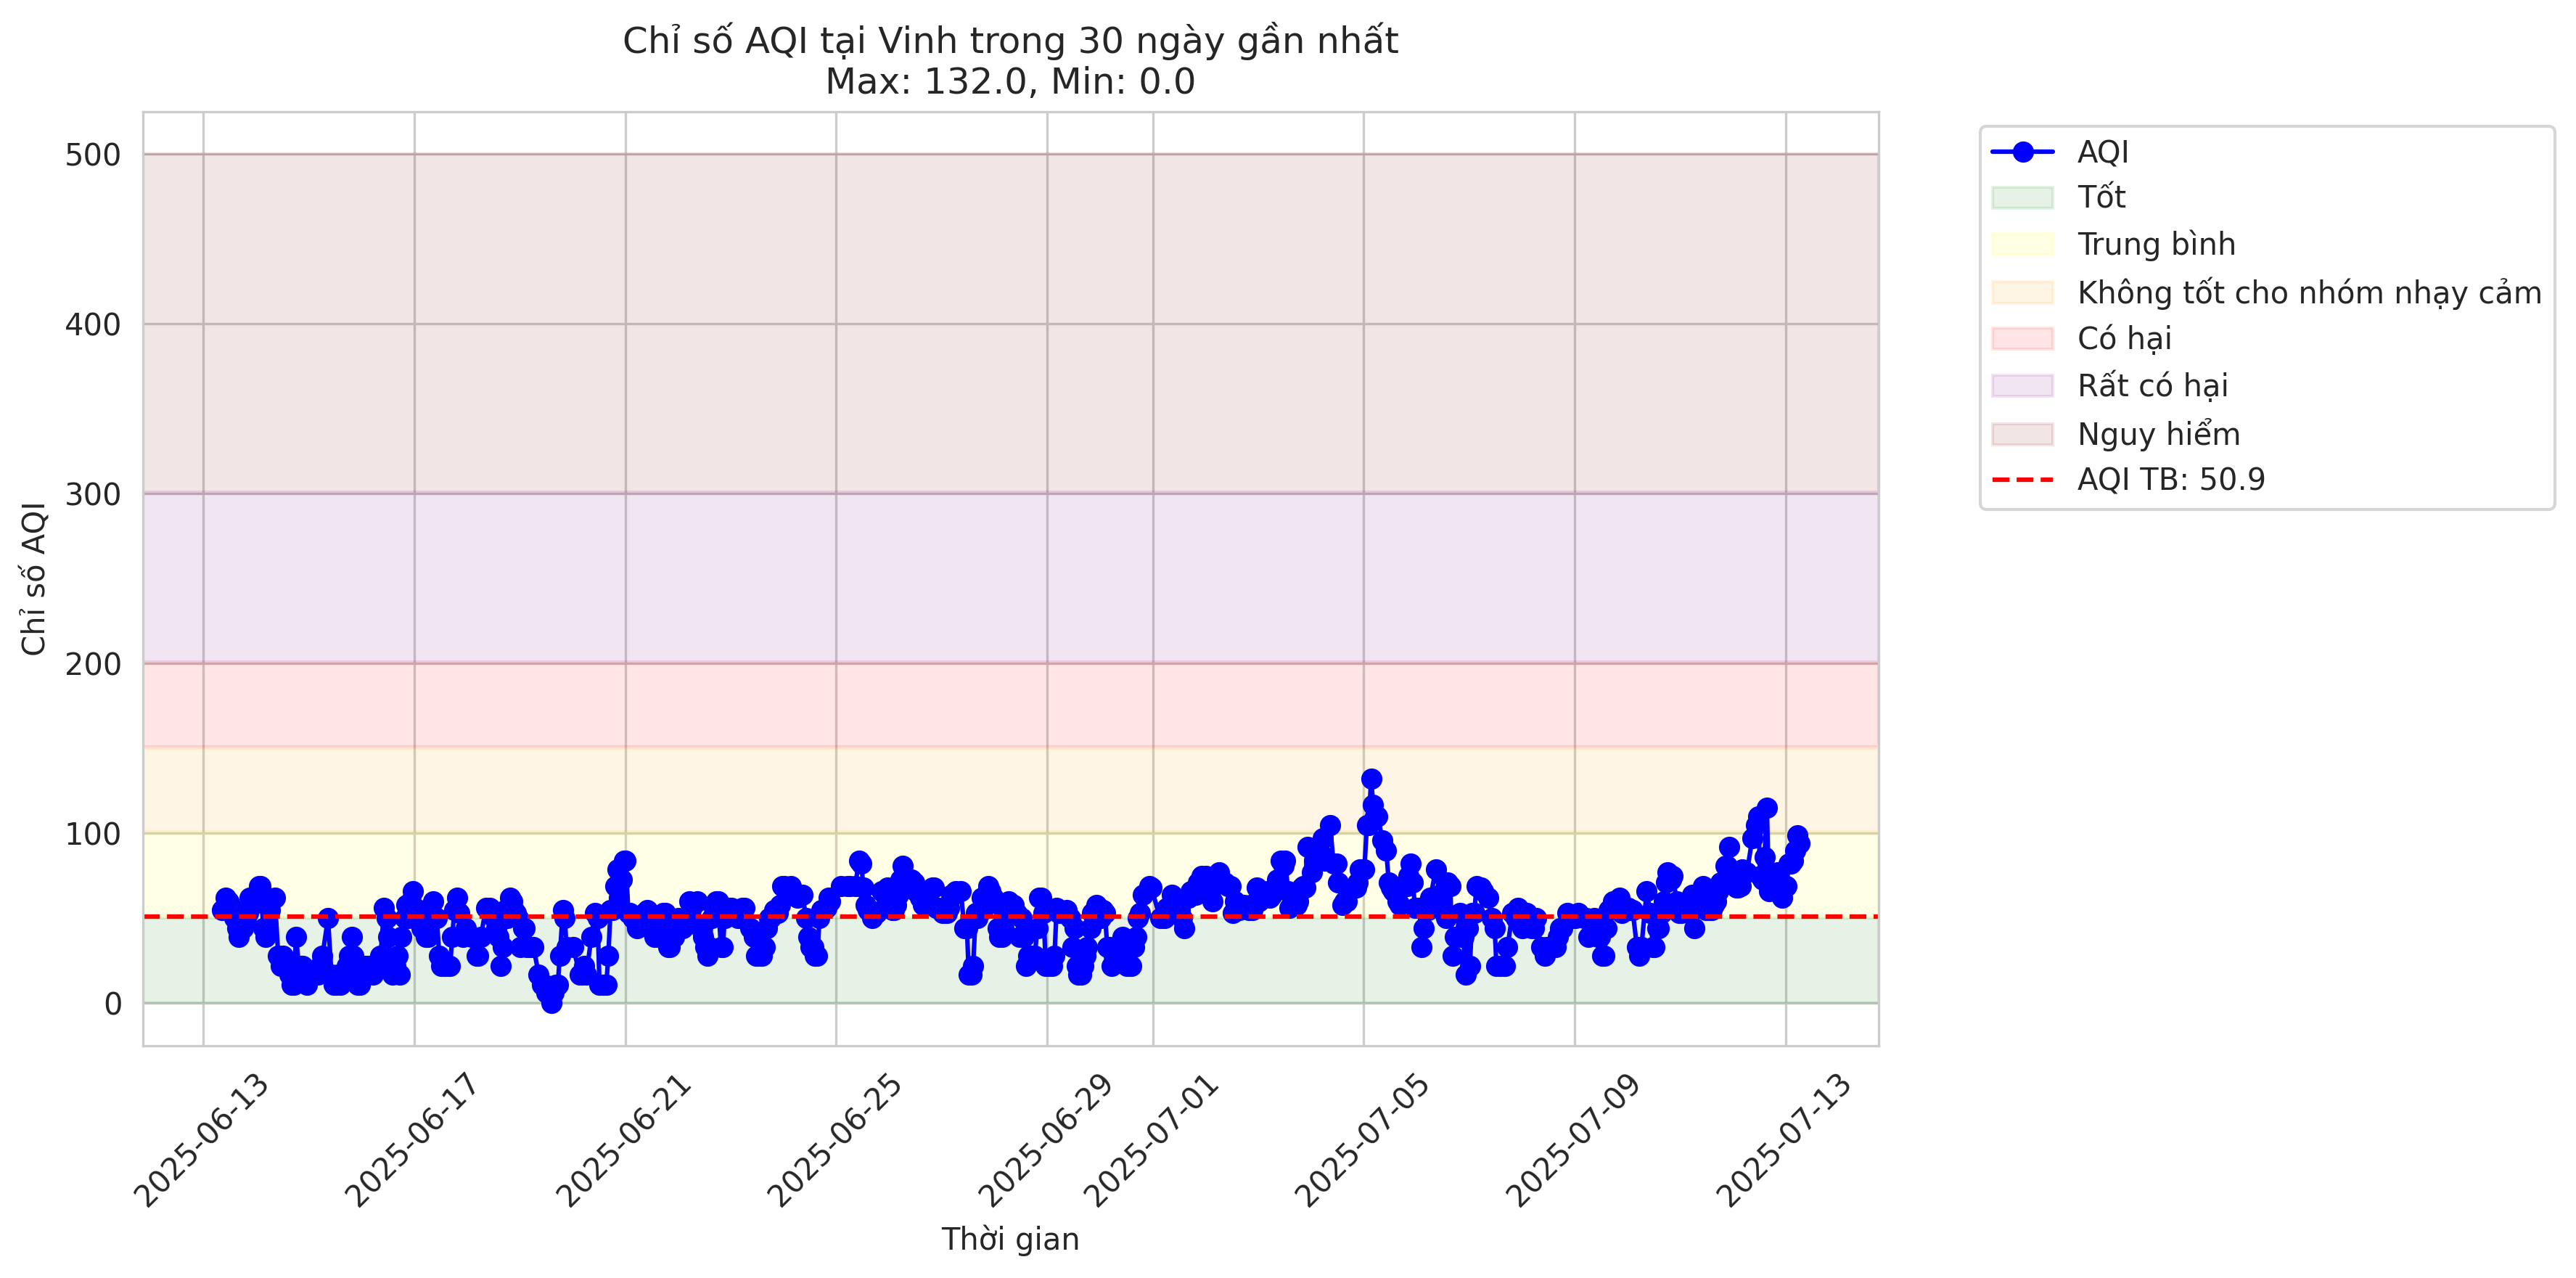 Chỉ số AQI tại Vinh trong 30 ngày gần nhất
Max: 132.0, Min: 0.0
Chỉ số AQI
500
400
300
200
100
0
2025-06-13
2025-06-17
2025-06-21
2025-06-25
2025-06-29
2025-07-01
2025-07-05
2025-07-09
2025-07-13
Thời gian
AQI
Tốt
Trung bình
Không tốt cho nhóm nhạy cảm
Có hại
Rất có hại
Nguy hiểm
AQI TB: 50.9